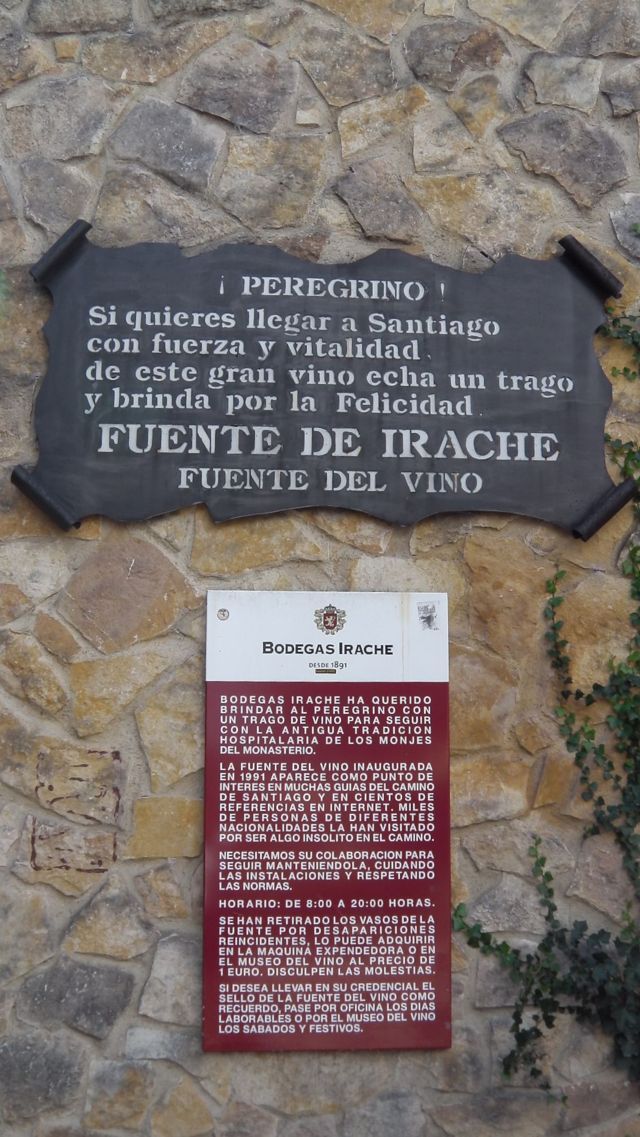 ¡ PEREGRINO !
Si quieres llegar a Santiago
con fuerza y vitalidad
de este gran vino echa un trago
y brinda por la Felicidad
FUENTE DE IRACHE
FUENTE DEL VINO
BODEGAS IRACHE
DESDE 1891
BODEGAS IRACHE HA QUERIDO
BRINDAR AL PEREGRINO CON
UN TRAGO DE VINO PARA SEGUIR
CON LA ANTIGUA TRADICION
HOSPITALARIA DE LOS MONJES
DEL MONASTERIO.
LA FUENTE DEL VINO INAUGURADA
EN 1991 APARECE COMO PUNTO DE
INTERES EN MUCHAS GUIAS DEL CAMINO
DE SANTIAGO Y EN CIENTOS DE
REFERENCIAS EN INTERNET. MILES
DE PERSONAS DE DIFERENTES
NACIONALIDADES LA HAN VISITADO
POR SER ALGO INSOLITO EN EL CAMINO.
NECESITAMOS SU COLABORACION PARA
SEGUIR MANTENIENDOLA, CUIDANDO
LAS INSTALACIONES Y RESPETANDO
LAS NORMAS.
HORARIO: DE 8:00 A 20:00 HORAS.
SE HAN RETIRADO LOS VASOS DE LA
FUENTE POR DESAPARICIONES
REINCIDENTES, LO PUEDE ADQUIRIR
EN LA MAQUINA EXPENDEDORA O EN
EL MUSEO DEL VINO AL PRECIO DE
1 EURO. DISCULPEN LAS MOLESTIAS.
SI DESEA LLEVAR EN SU CREDENCIAL EL
SELLO DE LA FUENTE DEL VINO COMO
RECUERDO, PASE POR OFICINA LOS DIAS
LABORABLES O POR EL MUSEO DEL VINO
LOS SABADOS Y FESTIVOS.